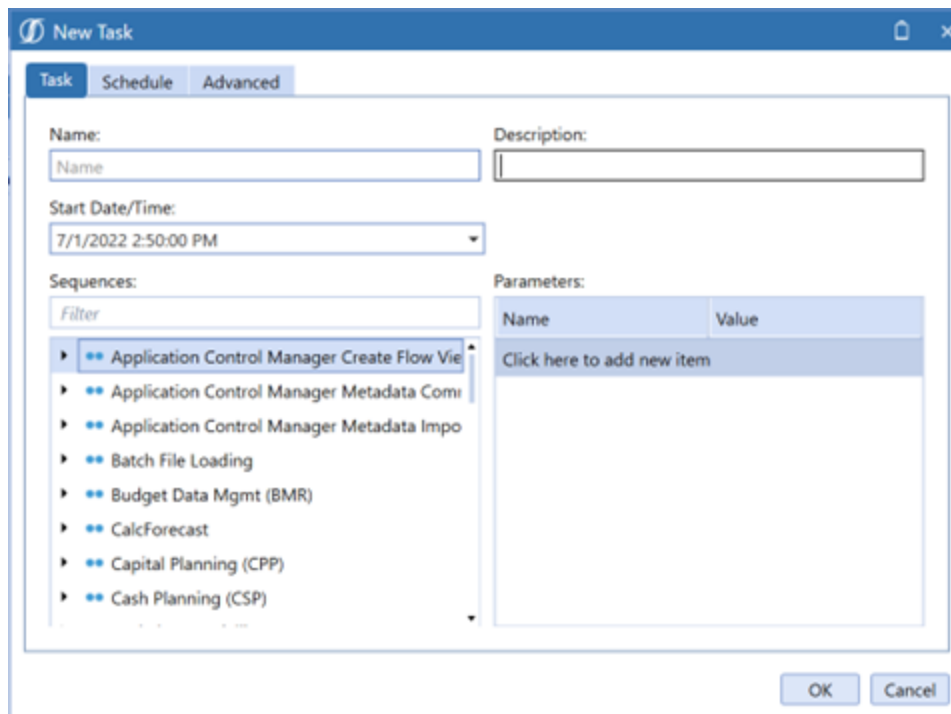 New Task
Task Schedule Advanced
Name: Description:
Name
Start Date/Time:
7/1/2022 2:50:00 PM
Sequences: Parameters:
Filter
Name Value
Application Control Manager Create Flow Vie
Click here to add new item
Application Control Manager Metadata Com
Application Control Manager Metadata Impo
Batch File Loading
Budget Data Mgmt (BMR)
CalcForecast
Capital Planning (CPP)
Cash Planning (CSP)
OK Cancel